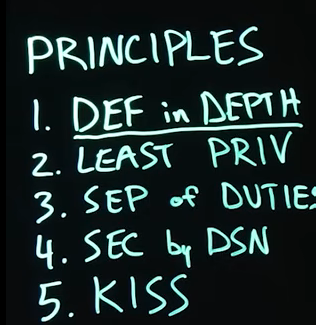 PRINCIPLES
1. DEF in DEPTH
2. LEAST PRIV
3. SEP of DUTIES
4. SEC by DSN
5. KISS